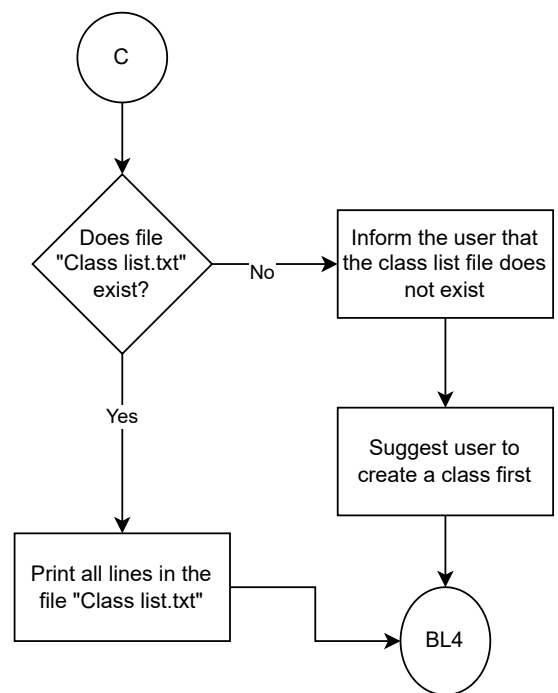 C
Does file
"Class list.txt"
exist?
No
Inform the user that
the class list file does
not exist
Yes
Suggest user to
create a class first
Print all lines in the
file "Class list.txt"
BL4